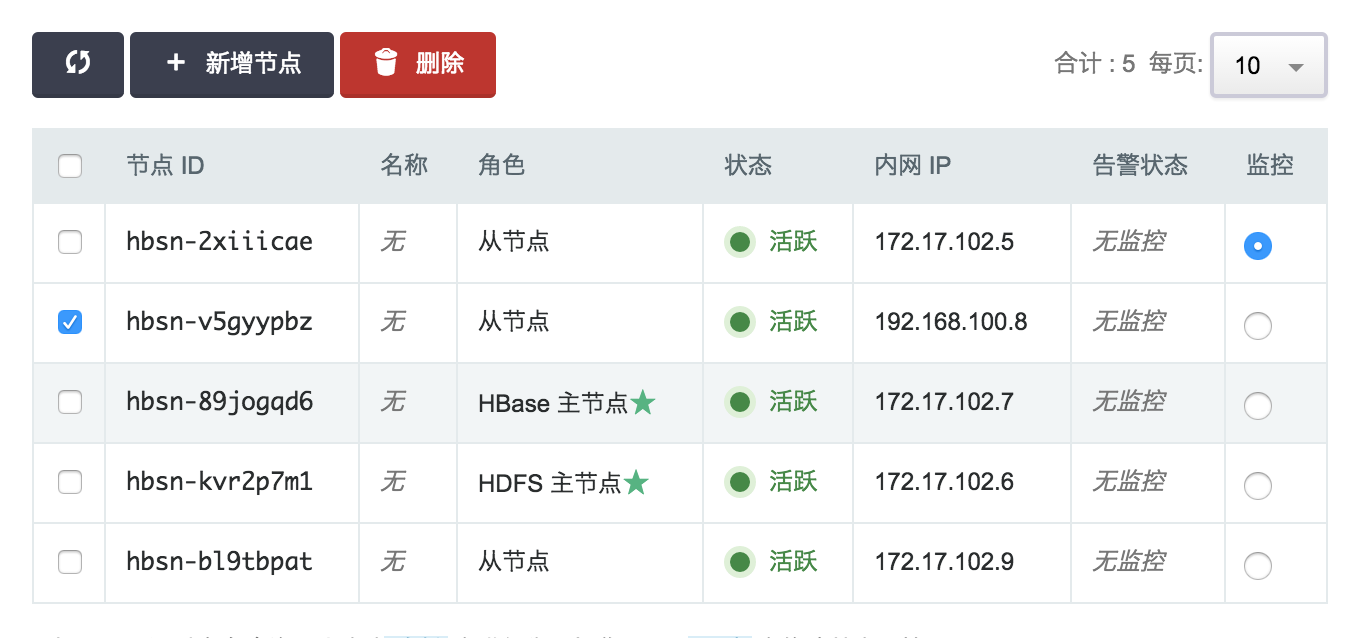 新增节点 删除 合计 : 5 每页: 10
节点 ID 名称 角色 状态 内网 IP 告警状态 监控
hbsn-2xiiicae 无 从节点 活跃 172.17.102.5 无监控
hbsn-v5gyypbz 无 从节点 活跃 192.168.100.8 无监控
hbsn-89jogqd6 无 HBase 主节点 活跃 172.17.102.7 无监控
hbsn-kvr2p7m1 无 HDFS 主节点 活跃 172.17.102.6 无监控
hbsn-bl9tbpat 无 从节点 活跃 172.17.102.9 无监控